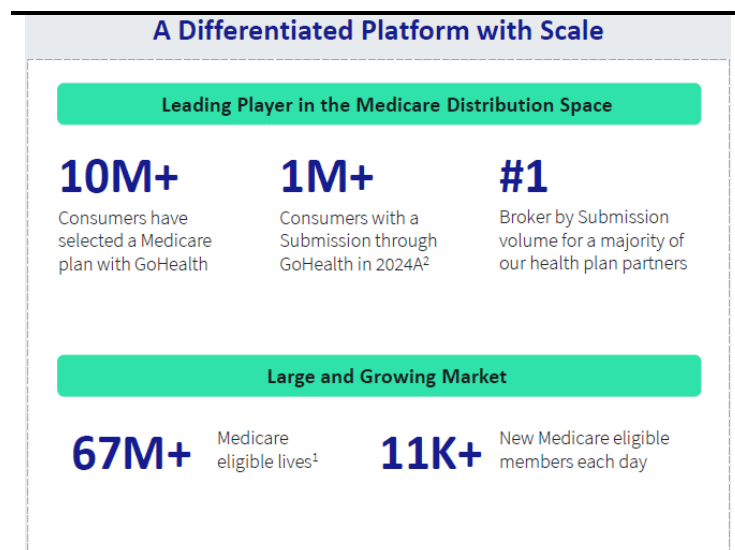 A Differentiated Platform with Scale
Leading Player in the Medicare Distribution Space
10M+
Consumers have
selected a Medicare
plan with GoHealth
1M+
Consumers with a
Submission through
GoHealth in 2024A²
#1
Broker by Submission
volume for a majority of
our health plan partners
Large and Growing Market
67M+
Medicare
eligible lives¹
11K+
New Medicare eligible
members each day